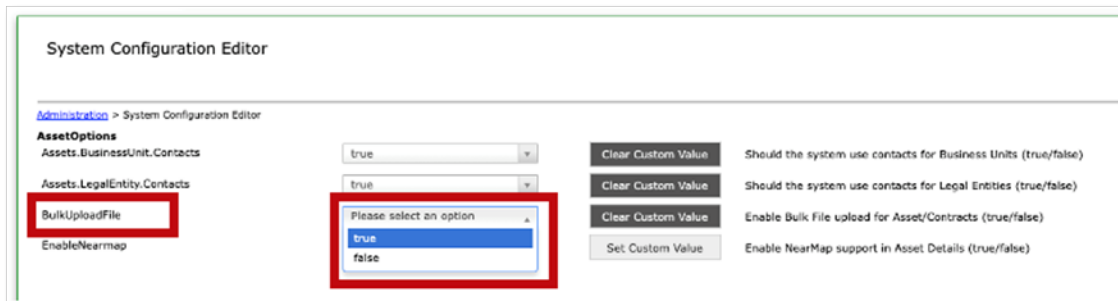 System Configuration Editor
Administration > System Configuration Editor
AssetOptions
Assets.BusinessUnit.Contacts true Clear Custom Value Should the system use contacts for Business Units (true/false)
Assets.LegalEntity.Contacts true Clear Custom Value Should the system use contacts for Legal Entities (true/false)
BulkUploadFile Please select an option Clear Custom Value Enable Bulk File upload for Asset/Contracts (true/false)
true
EnableNearmap Set Custom Value Enable NearMap support in Asset Details (true/false)
false